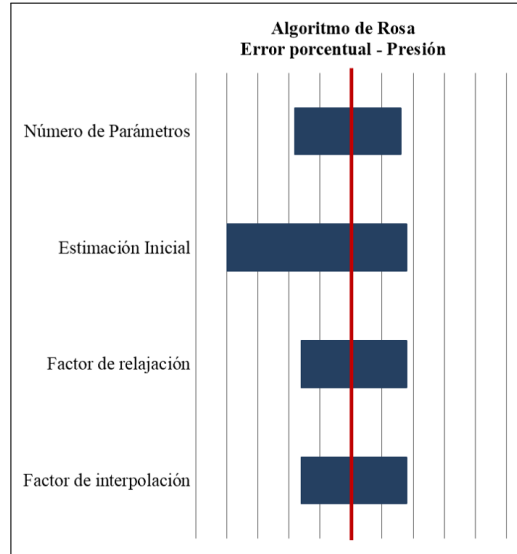 Algoritmo de Rosa
Error porcentual - Presión
Número de Parámetros
Estimación Inicial
Factor de relajación
Factor de interpolación